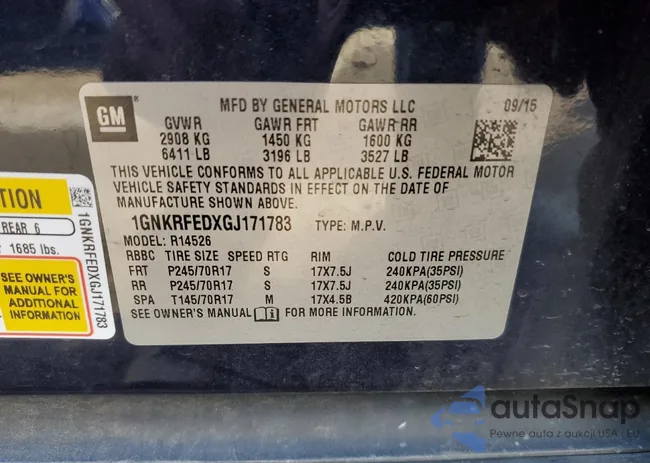 GM
®
MFD BY GENERAL MOTORS LLC 09/15
GVWR GAWR FRT GAWR RR
2908 KG 1450 KG 1600 KG
6411 LB 3196 LB 3527 LB
THIS VEHICLE CONFORMS TO ALL APPLICABLE U.S. FEDERAL MOTOR
VEHICLE SAFETY STANDARDS IN EFFECT ON THE DATE OF
MANUFACTURE SHOWN ABOVE.
1GNKRFEDXGJ171783 TYPE: M.P.V.
MODEL: R14526
RBBC TIRE SIZE SPEED RTG RIM COLD TIRE PRESSURE
FRT P245/70R17 S 17X7.5J 240KPA(35PSI)
RR P245/70R17 S 17X7.5J 240KPA(35PSI)
SPA T145/70R17 M 17X4.5B 420KPA(60PSI)
SEE OWNER'S MANUAL FOR MORE INFORMATION.
TION
REAR 6
1685 lbs.
SEE OWNER'S
MANUAL FOR
ADDITIONAL
INFORMATION
1GNKRFEDXGJ171783
autaSnap
Pewne auta z aukcji USA i EU